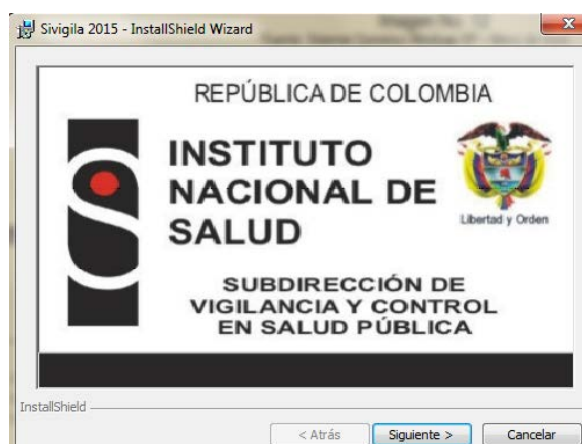 Sivigila 2015 - InstallShield Wizard
REPÚBLICA DE COLOMBIA
INSTITUTO
NACIONAL DE
SALUD
Libertad y Orden
SUBDIRECCIÓN DE
VIGILANCIA Y CONTROL
EN SALUD PÚBLICA
InstallShield
< Atrás
Siguiente >
Cancelar